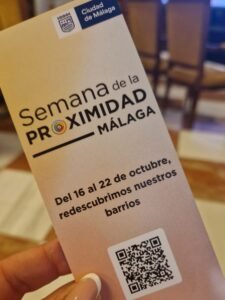 Ciudad
de Málaga
Semana de la
PROXIMIDAD
MÁLAGA
Del 16 al 22 de octubre,
redescubrimos nuestros
barrios